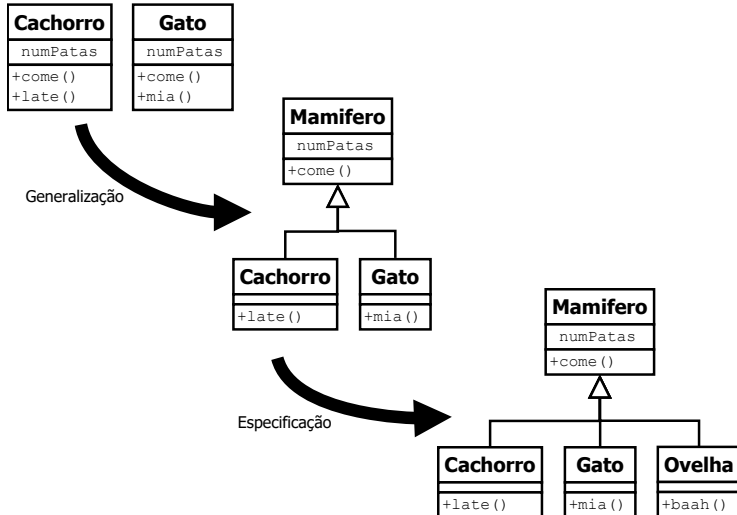 Cachorro
numPatas
+come()
+late()
Gato
numPatas
+come()
+mia()
Generalização
Mamifero
numPatas
+come()
Cachorro
+late()
Gato
+mia()
Especificação
Mamifero
numPatas
+come()
Cachorro
+late()
Gato
+mia()
Ovelha
+baah()